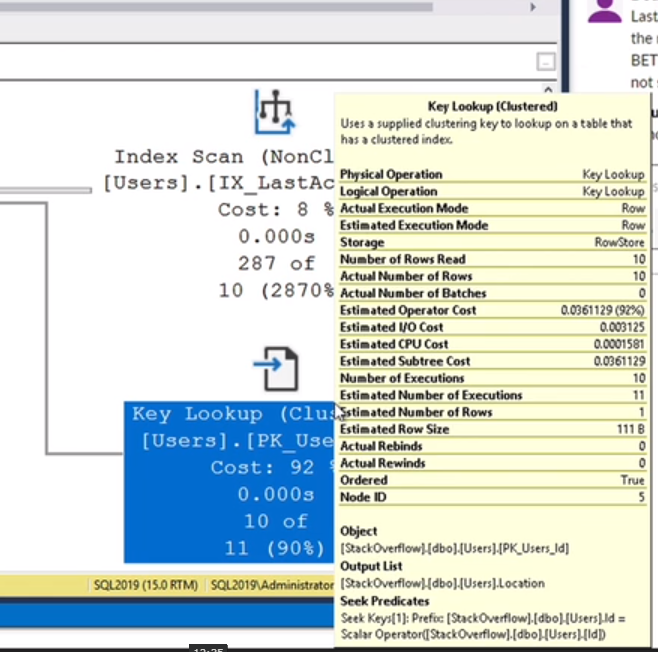 Last
the
BET
not
Index Scan (NonCl
[Users].[IX_LastAc
Cost: 8 %
0.000s
287 of
10 (2870%
Key Lookup (Clus
[Users].[PK_Use
Cost: 92 %
0.000s
10 of
11 (90%)
Key Lookup (Clustered)
Uses a supplied clustering key to lookup on a table that
has a clustered index.
Physical Operation Key Lookup
Logical Operation Key Lookup
Actual Execution Mode Row
Estimated Execution Mode Row
Storage RowStore
Number of Rows Read 10
Actual Number of Rows 10
Actual Number of Batches 0
Estimated Operator Cost 0.0361129 (92%)
Estimated I/O Cost 0.003125
Estimated CPU Cost 0.0001581
Estimated Subtree Cost 0.0361129
Number of Executions 10
Estimated Number of Executions 11
Estimated Number of Rows 1
Estimated Row Size 111 B
Actual Rebinds 0
Actual Rewinds 0
Ordered True
Node ID 5
Object
[StackOverflow].[dbo].[Users].[PK_Users_Id]
Output List
[StackOverflow].[dbo].[Users].Location
Seek Predicates
Seek Keys[1]: Prefix: [StackOverflow].[dbo].[Users].Id =
Scalar Operator([StackOverflow].[dbo].[Users].[Id])
SQL2019 (15.0 RTM) SQL2019\Administrator